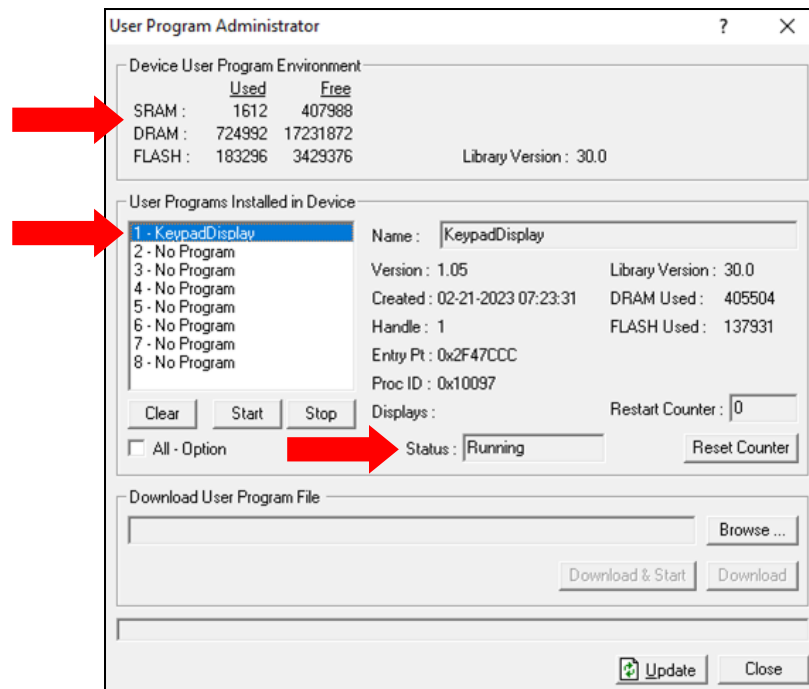 User Program Administrator ?
Device User Program Environment
Used Free
SRAM : 1612 407988
DRAM : 724992 17231872
FLASH : 183296 3429376 Library Version : 30.0
User Programs Installed in Device
1 - KeypadDisplay
2 - No Program
3 - No Program
4 - No Program
5 - No Program
6 - No Program
7 - No Program
8 - No Program
Name : KeypadDisplay
Version : 1.05 Library Version : 30.0
Created : 02-21-2023 07:23:31 DRAM Used : 405504
Handle : 1 FLASH Used : 137931
Entry Pt : 0x2F47CCC
Proc ID : 0x10097
Clear Start Stop Displays : Restart Counter : 0
All - Option Status : Running Reset Counter
Download User Program File
Browse ...
Download & Start Download
Update Close